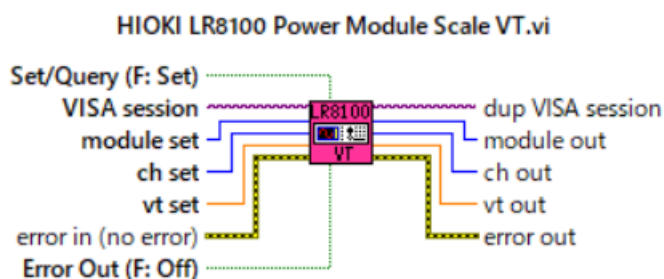 HIOKI LR8100 Power Module Scale VT.vi
Set/Query (F: Set)
VISA session
dup VISA session
LR8100
module set
module out
ch set
ch out
VT
vt set
vt out
error in (no error)
error out
Error Out (F: Off)